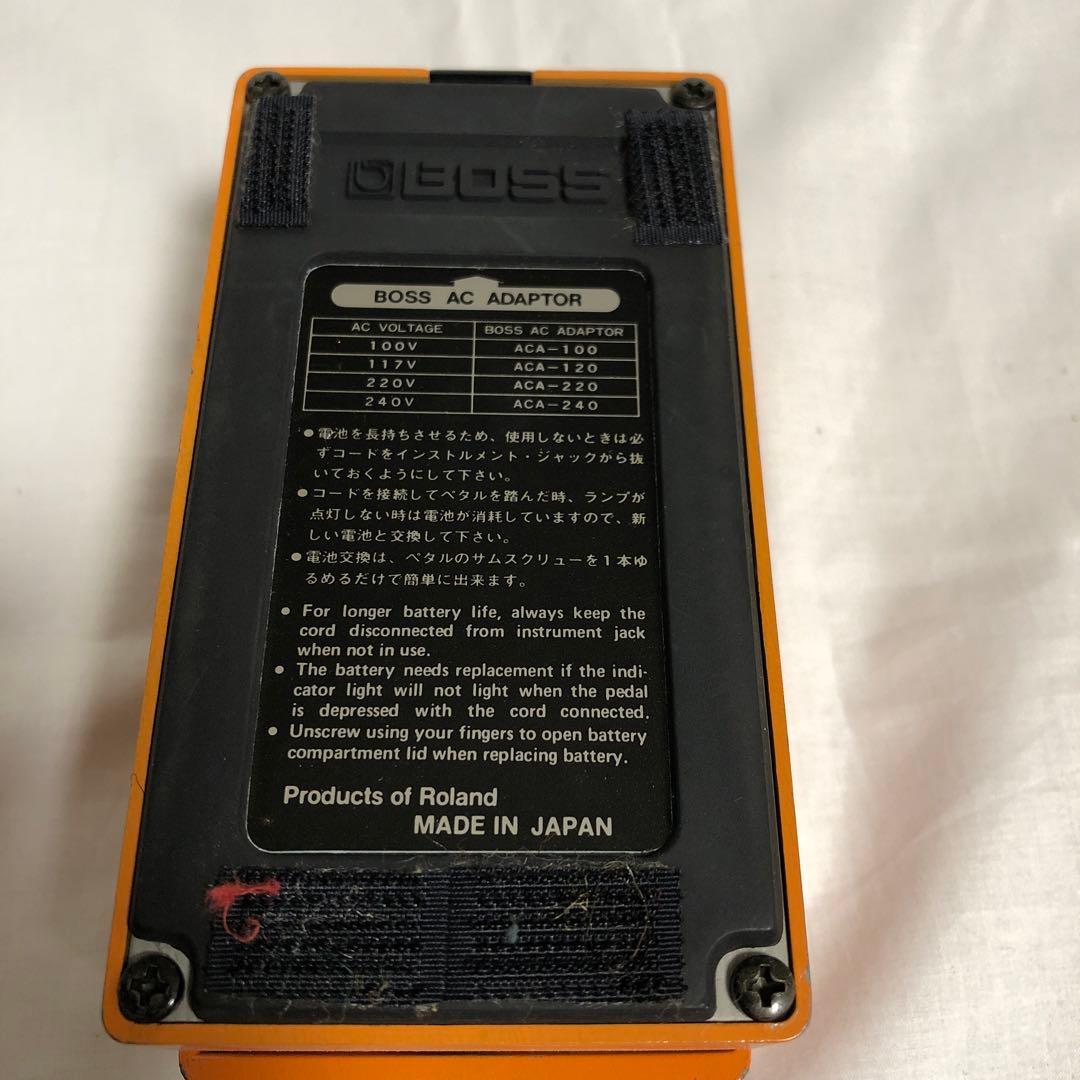 BOSS
BOSS AC ADAPTOR
AC VOLTAGE BOSS AC ADAPTOR
100V ACA-100
117V ACA-120
220V ACA-220
240V ACA-240
●電池を長持ちさせるため、使用しないときは必
ずコードをインストルメント・ジャックから抜
いておくようにして下さい。
●コードを接続してペタルを踏んだ時、ランプが
点灯しない時は電池が消耗していますので、新
しい電池と交換して下さい。
●電池交換は、ペタルのサムスクリューを1本ゆ
るめるだけで簡単に出来ます。
● For longer battery life, always keep the
cord disconnected from instrument jack
when not in use.
● The battery needs replacement if the indi-
cator light will not light when the pedal
is depressed with the cord connected.
● Unscrew using your fingers to open battery
compartment lid when replacing battery.
Products of Roland
MADE IN JAPAN